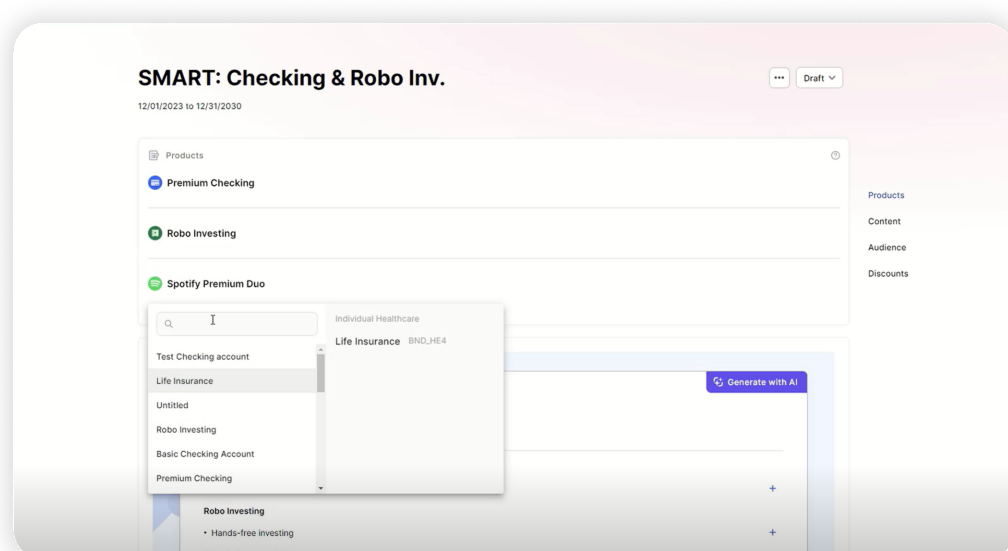 SMART: Checking & Robo Inv.
Draft
12/01/2023 to 12/31/2030
Products
Premium Checking
Robo Investing
Spotify Premium Duo
Products
Content
Audience
Discounts
Test Checking account
Life Insurance
Untitled
Robo Investing
Basic Checking Account
Premium Checking
Individual Healthcare
Life Insurance BND_HE4
Generate with AI
Robo Investing
• Hands-free investing